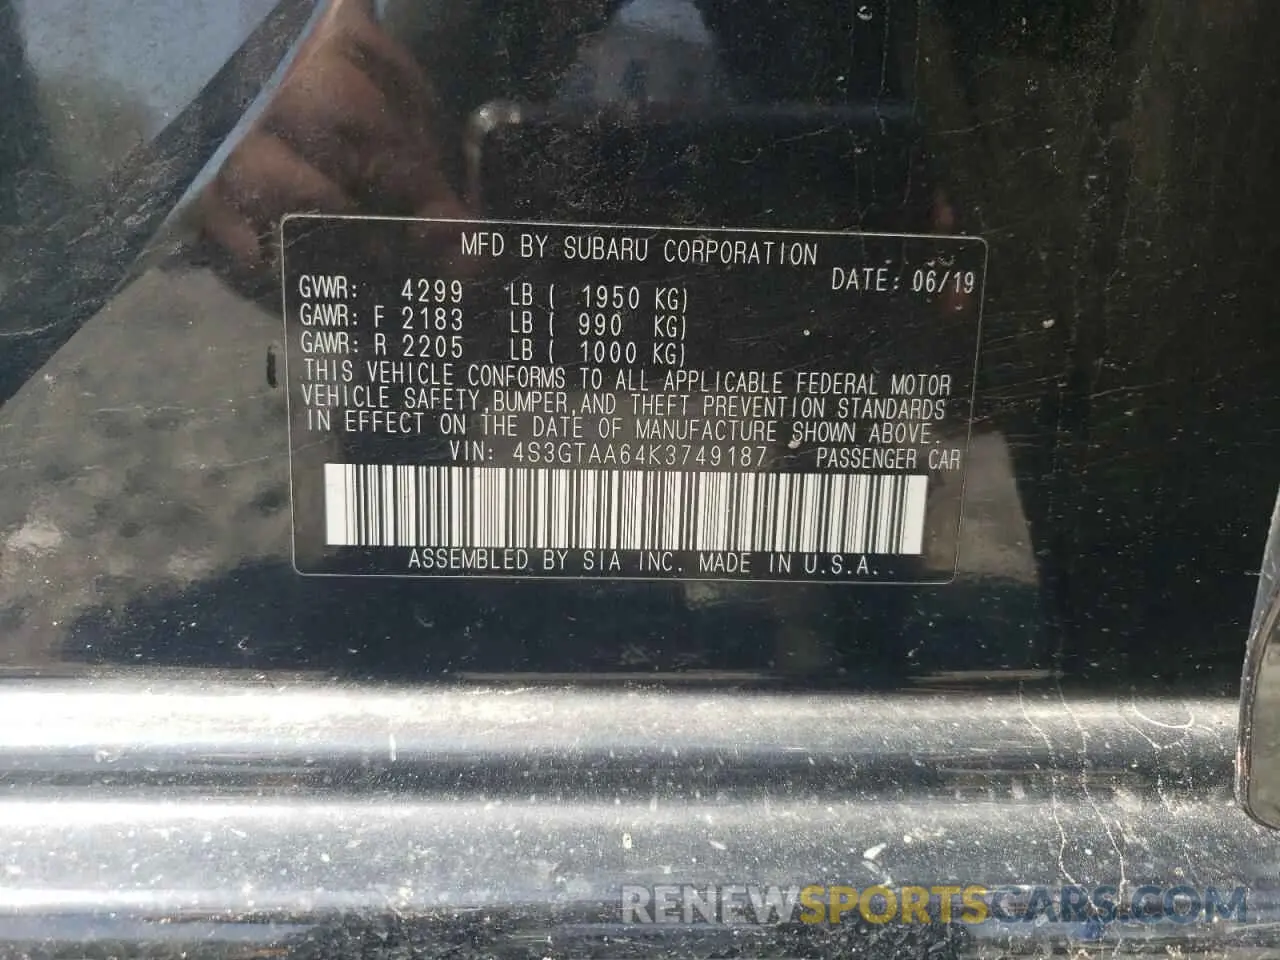 MFD BY SUBARU CORPORATION
DATE: 06/19
GVWR: 4299 LB ( 1950 KG)
GAWR: F 2183 LB ( 990 KG)
GAWR: R 2205 LB ( 1000 KG)
THIS VEHICLE CONFORMS TO ALL APPLICABLE FEDERAL MOTOR
VEHICLE SAFETY, BUMPER, AND THEFT PREVENTION STANDARDS
IN EFFECT ON THE DATE OF MANUFACTURE SHOWN ABOVE.
VIN: 4S3GTAA64K3749187 PASSENGER CAR
ASSEMBLED BY SIA INC. MADE IN U.S.A.
RENEWSPORTSCARS.COM